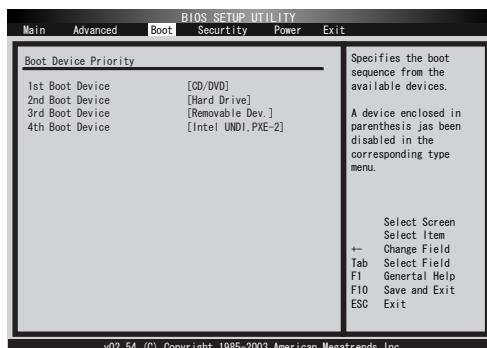 BIOS SETUP UTILITY
Main Advanced Boot Securtity Power Exit
Boot Device Priority
1st Boot Device [CD/DVD]
2nd Boot Device [Hard Drive]
3rd Boot Device [Removable Dev.]
4th Boot Device [Intel UNDI,PXE-2]
Specifies the boot
sequence from the
available devices.
A device enclosed in
parenthesis jas been
disabled in the
corresponding type
menu.
Select Screen
Select Item
+− Change Field
Tab Select Field
F1 Genertal Help
F10 Save and Exit
ESC Exit
v02.54 (C) Copyright 1985-2003 American Megatrends Inc